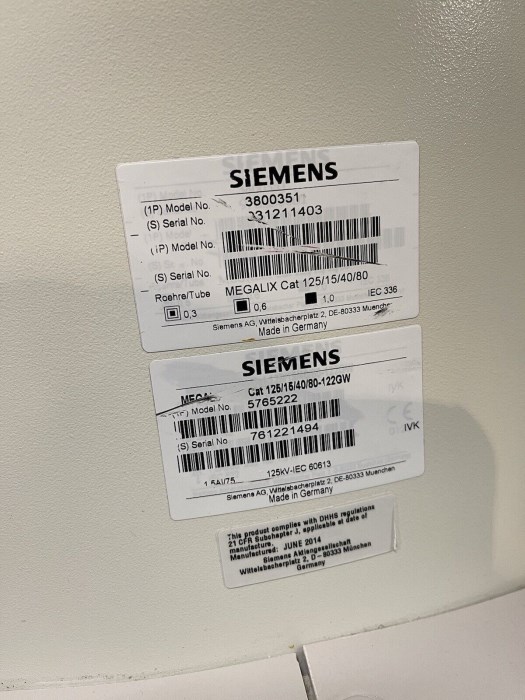 SIEMENS
(1P) Model No. 3800351
(S) Serial No. 331211403
(1P) Model No.
(S) Serial No.
Roehre/Tube MEGALIX Cat 125/15/40/80
0,3 0,6 1,0 IEC 336
Siemens AG, Wittelsbacherplatz 2, DE-80333 Muenchen
Made in Germany
SIEMENS
Cat 125/15/40/80-122GW
Model No. 5765222
(S) Serial No 761221494
IVK
125kV-IEC 60613
Siemens AG, Wittelsbacherplatz 2, DE-80333 Muenchen
Made in Germany
This product complies with DHHS regulations
21 CFR Subchapter J, applicable at date of
manufacture.
Manufactured: JUNE 2014
Siemens Aktiengesellschaft
Wittelsbacherplatz 2, D-80333 München
Germany